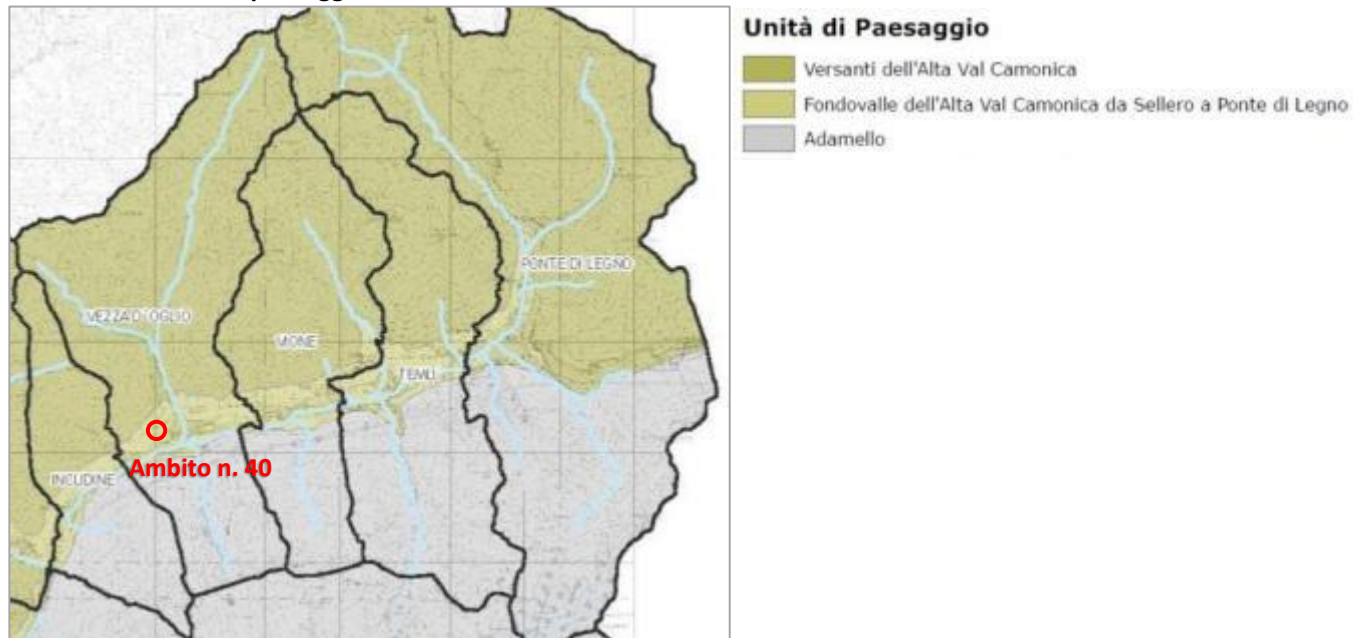 Unità di Paesaggio
Versanti dell'Alta Val Camonica
Fondovalle dell'Alta Val Camonica da Sellero a Ponte di Legno
Adamello
PONTE DI LEGNO
VEZZA D'OGLIO
VIONE
TEMU
Ambito n. 40
INCUDINE